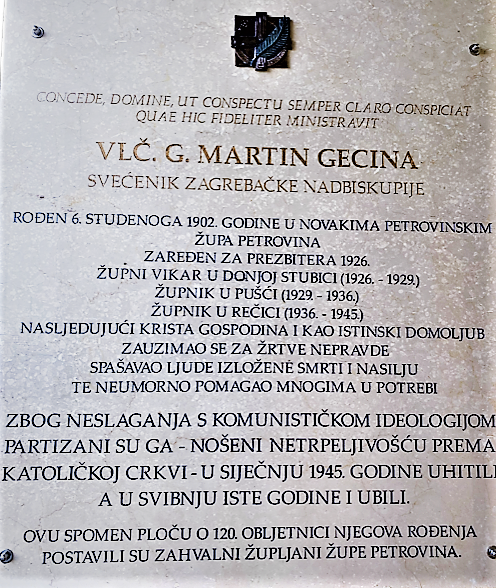 CONCEDE, DOMINE, UT CONSPECTU SEMPER CLARO CONSPICIAT
QUAE HIC FIDELITER MINISTRAVIT
VLČ. G. MARTIN GECINA
SVEĆENIK ZAGREBAČKE NADBISKUPIJE
ROĐEN 6. STUDENOGA 1902. GODINE U NOVAKIMA PETROVINSKIM
ŽUPA PETROVINA
ZAREĐEN ZA PREZBITERA 1926.
ŽUPNI VIKAR U DONJOJ STUBICI (1926. - 1929.)
ŽUPNIK U PUŠĆI (1929. - 1936.)
ŽUPNIK U REČICI (1936. - 1945.)
NASLJEDUJUĆI KRISTA GOSPODINA I KAO ISTINSKI DOMOLJUB
ZAUZIMAO SE ZA ŽRTVE NEPRAVDE
SPAŠAVAO LJUDE IZLOŽENE SMRTI I NASILJU
TE NEUMORNO POMAGAO MNOGIMA U POTREBI
ZBOG NESLAGANJA S KOMUNISTIČKOM IDEOLOGIJOM
PARTIZANI SU GA - NOŠENI NETRPELJIVOŠĆU PREMA
KATOLIČKOJ CRKVI - U SIJEČNJU 1945. GODINE UHITILI
A U SVIBNJU ISTE GODINE I UBILI.
OVU SPOMEN PLOČU O 120. OBLJETNICI NJEGOVA ROĐENJA
POSTAVILI SU ZAHVALNI ŽUPLJANI ŽUPE PETROVINA.